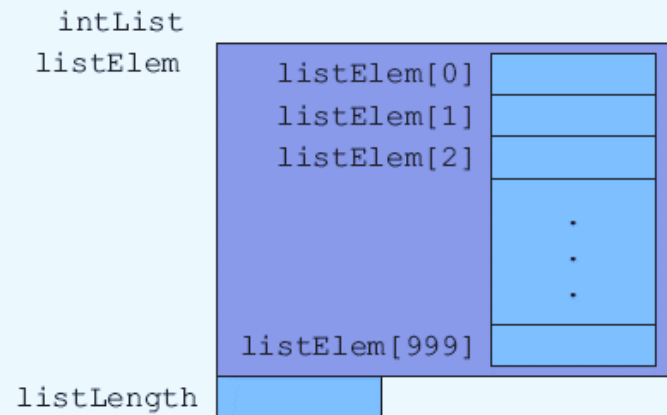 intList
listElem
listElem[0]
listElem[1]
listElem[2]
.
.
.
listElem[999]
listLength